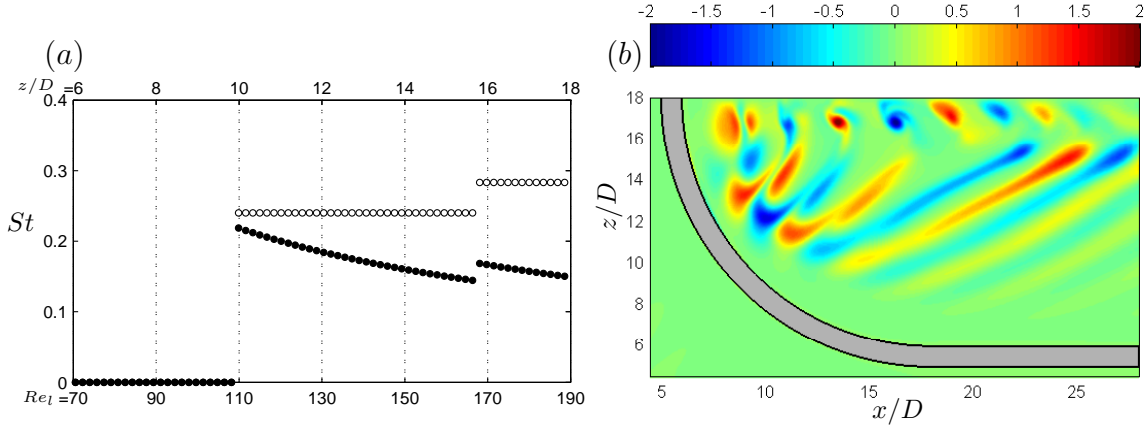 (a)
z/D =6 8 10 12 14 16 18
0.4
0.3
0.2
0.1
0
St
Re_l =70 90 110 130 150 170 190
(b)
-2 -1.5 -1 -0.5 0 0.5 1 1.5 2
18
16
14
12
10
8
6
z/D
10 15 20 25
x/D